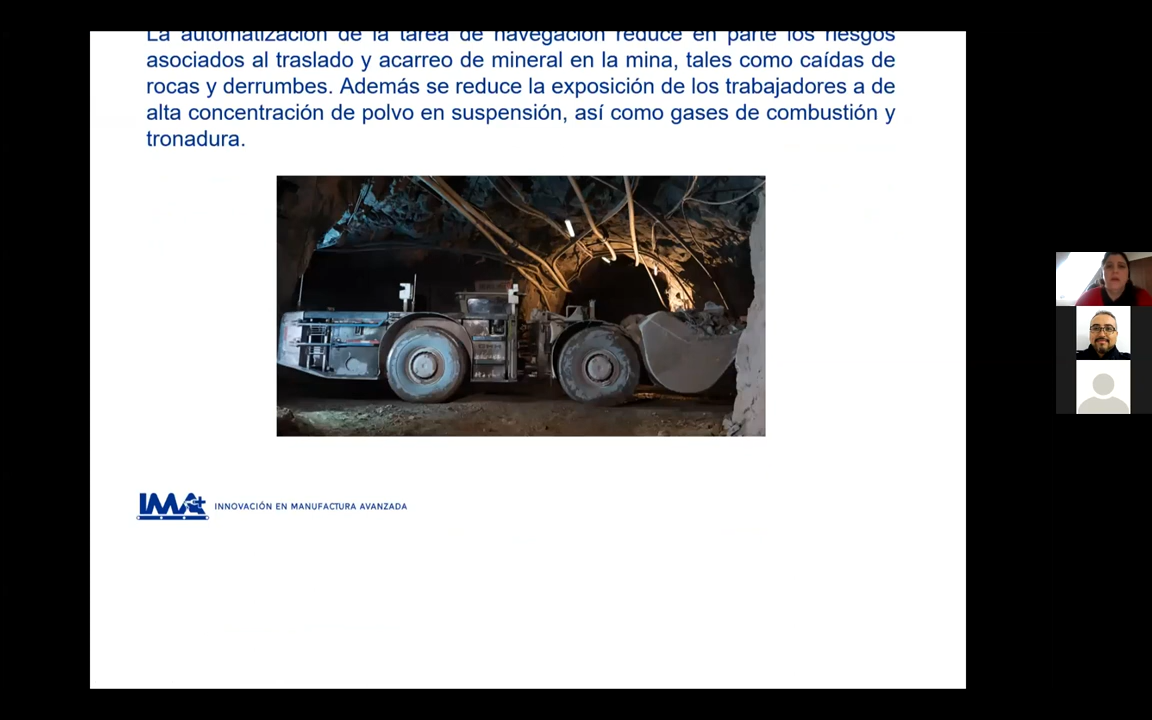 La automatización de la tarea de navegación reduce en parte los riesgos
asociados al traslado y acarreo de mineral en la mina, tales como caídas de
rocas y derrumbes. Además se reduce la exposición de los trabajadores a de
alta concentración de polvo en suspensión, así como gases de combustión y
tronadura.
IMA+ INNOVACIÓN EN MANUFACTURA AVANZADA